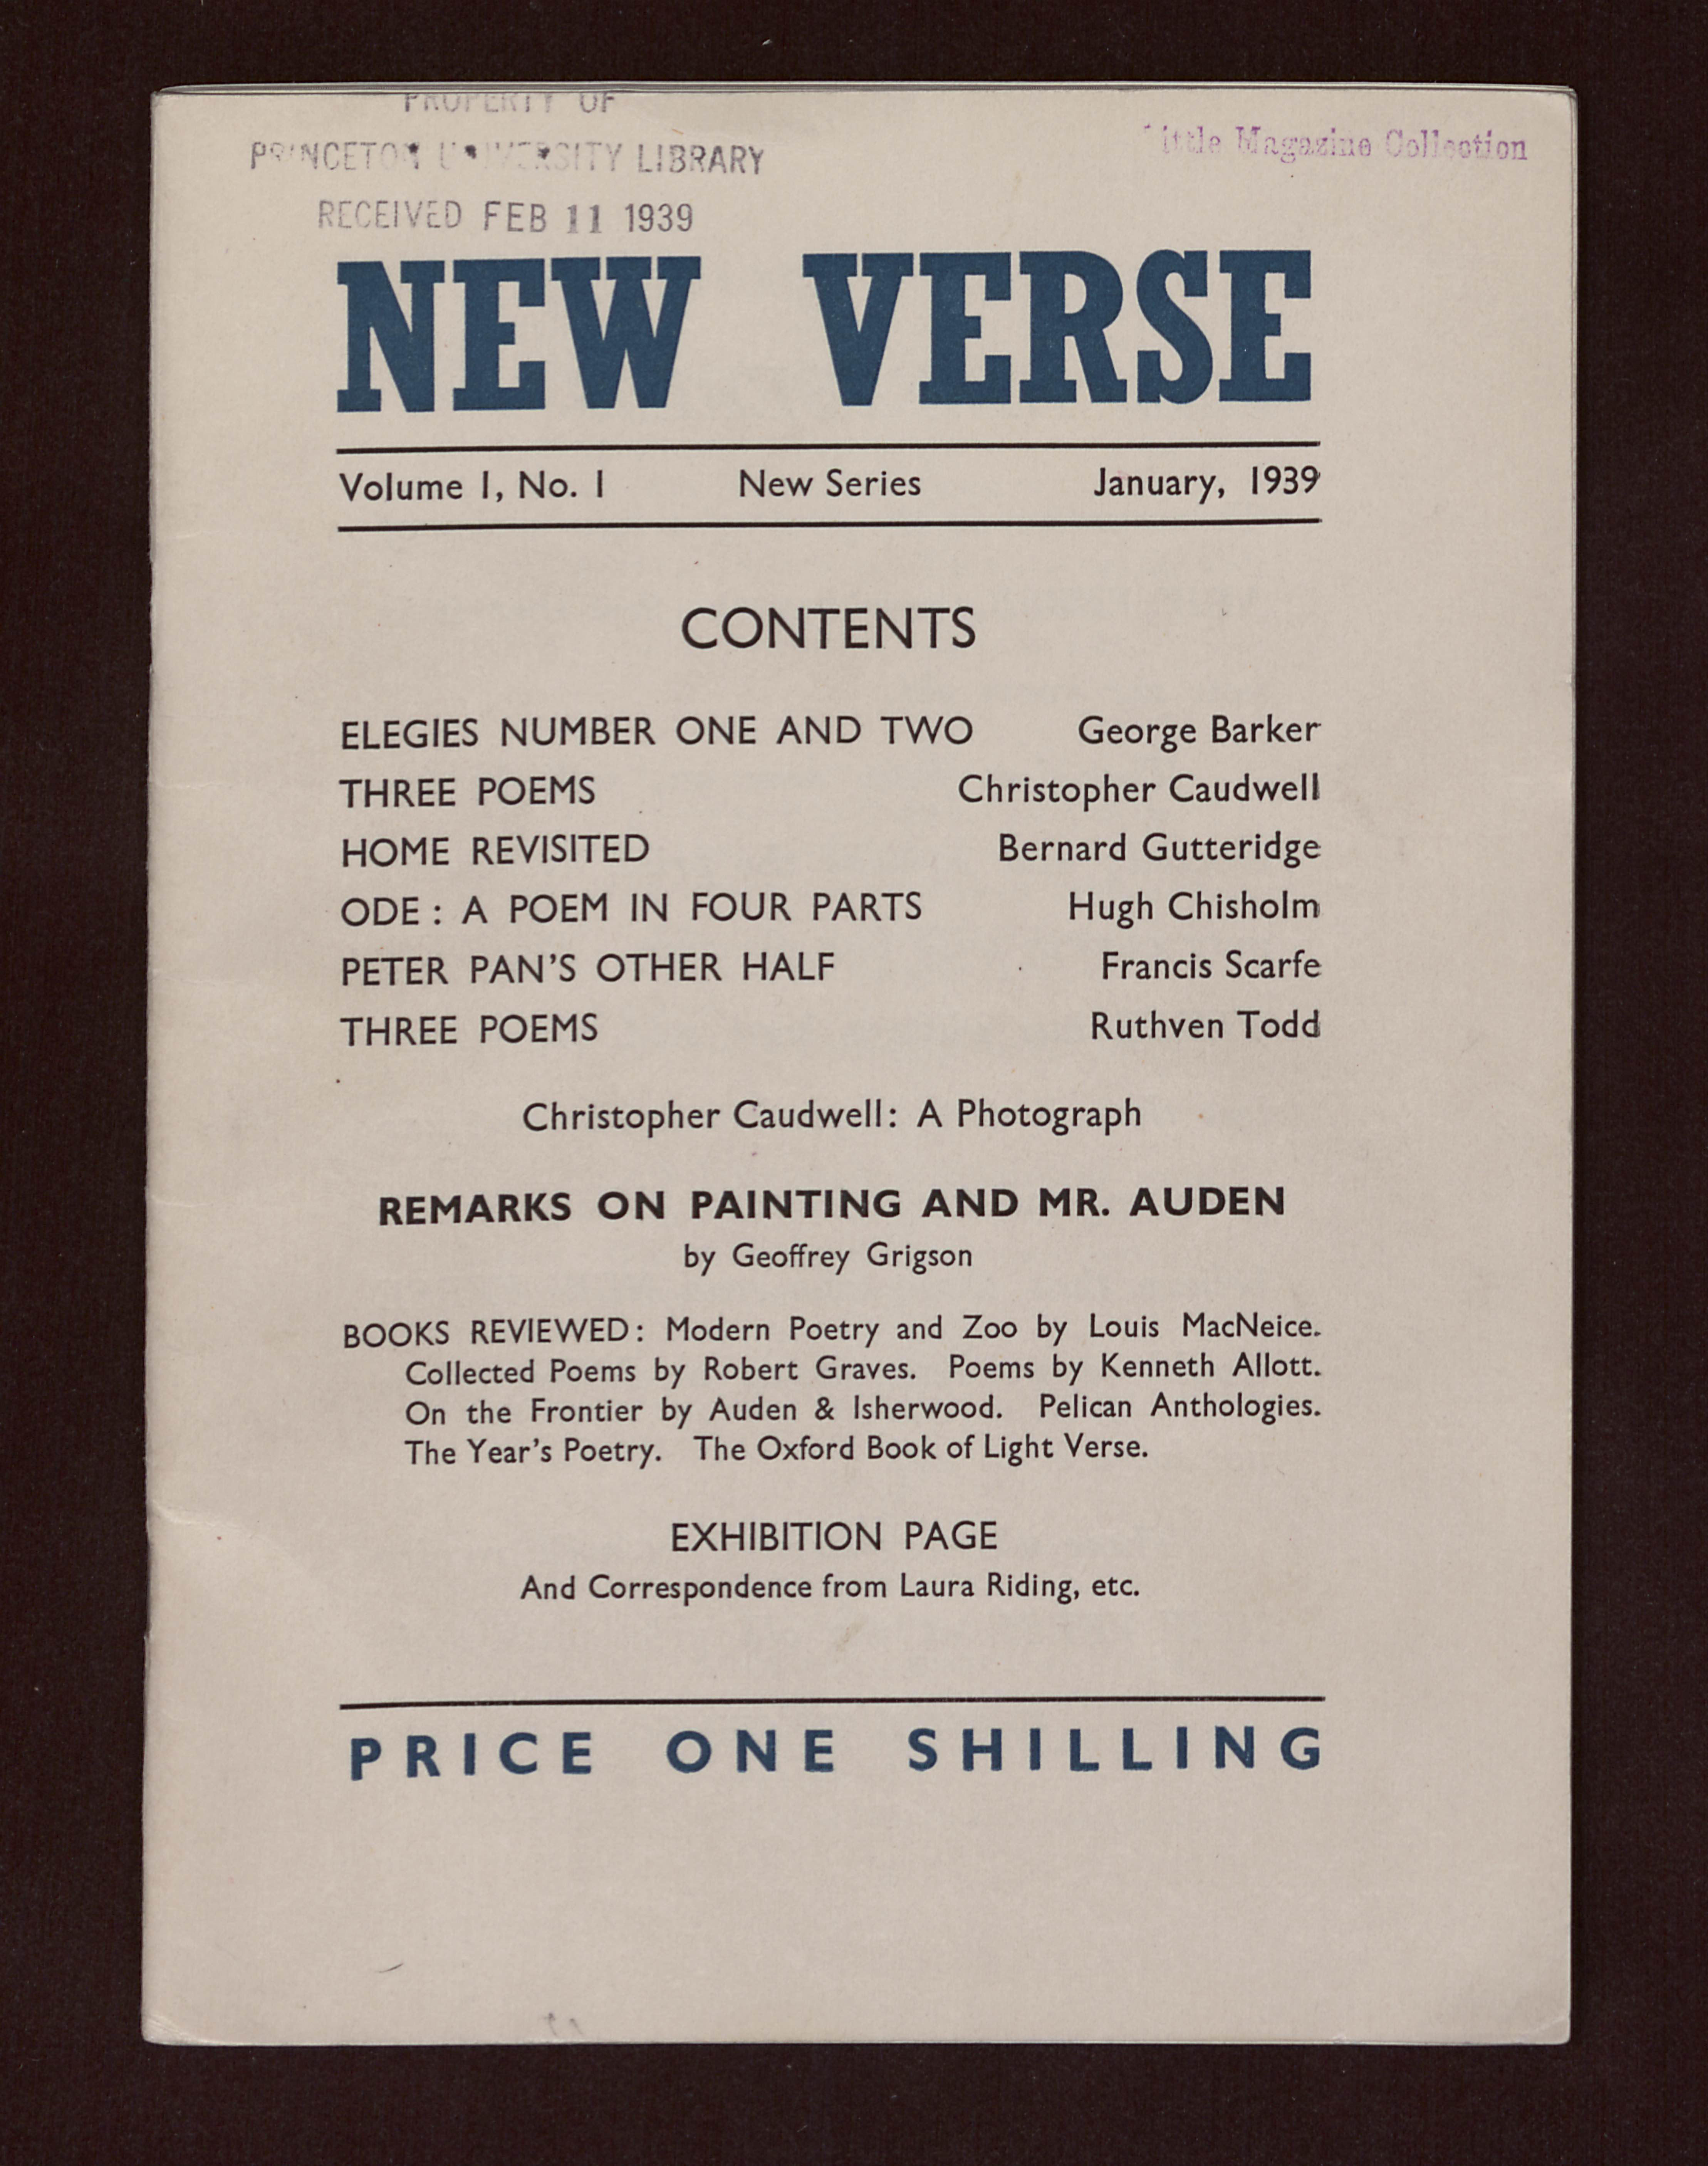 PROPERTY OF
PRINCETON UNIVERSITY LIBRARY
Little Magazine Collection
RECEIVED FEB 11 1939
NEW VERSE
Volume 1, No. 1 New Series January, 1939
CONTENTS
ELEGIES NUMBER ONE AND TWO George Barker
THREE POEMS Christopher Caudwell
HOME REVISITED Bernard Gutteridge
ODE : A POEM IN FOUR PARTS Hugh Chisholm
PETER PAN'S OTHER HALF Francis Scarfe
THREE POEMS Ruthven Todd
Christopher Caudwell: A Photograph
REMARKS ON PAINTING AND MR. AUDEN
by Geoffrey Grigson
BOOKS REVIEWED: Modern Poetry and Zoo by Louis MacNeice.
Collected Poems by Robert Graves. Poems by Kenneth Allott.
On the Frontier by Auden & Isherwood. Pelican Anthologies.
The Year's Poetry. The Oxford Book of Light Verse.
EXHIBITION PAGE
And Correspondence from Laura Riding, etc.
PRICE ONE SHILLING